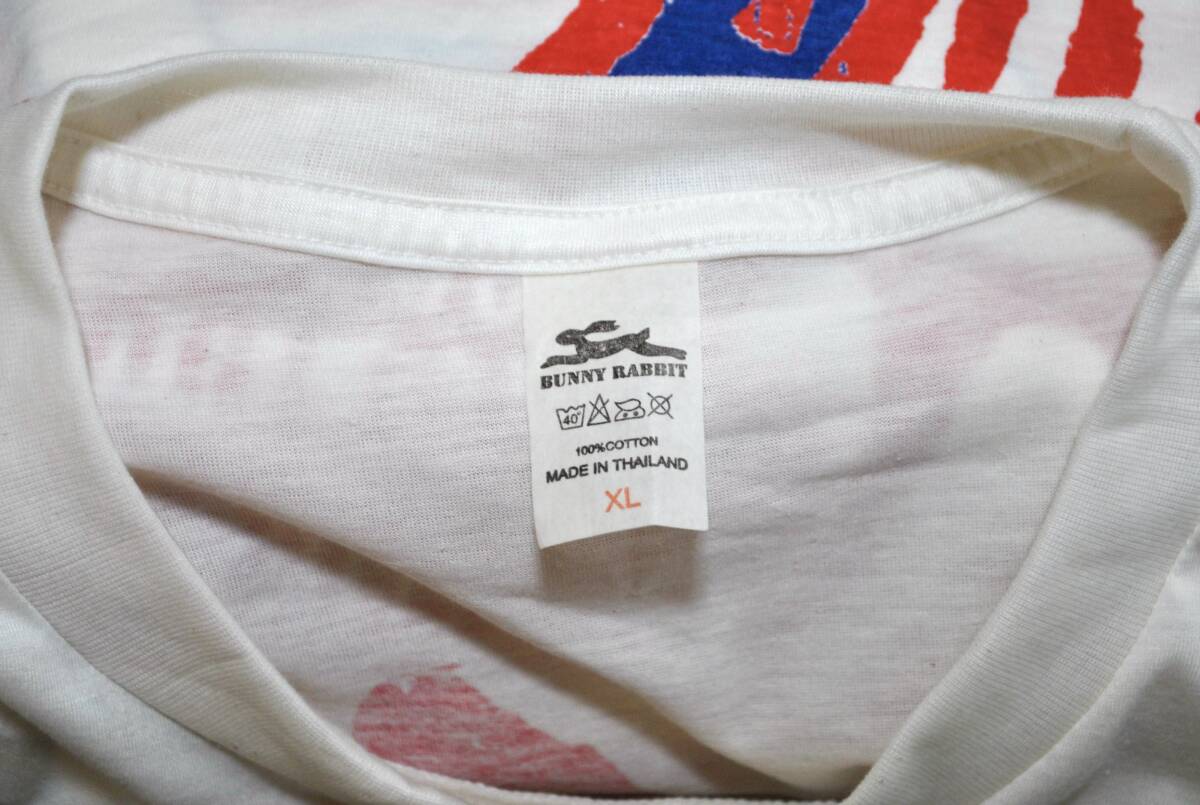 BUNNY RABBIT
40°
100%COTTON
MADE IN THAILAND
XL